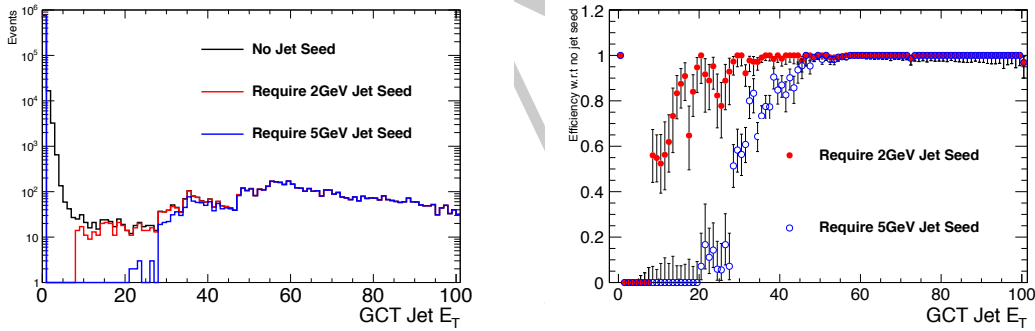 Events
10⁶
10⁵
10⁴
10³
10²
10
1
No Jet Seed
Require 2GeV Jet Seed
Require 5GeV Jet Seed
0 20 40 60 80 100
GCT Jet E_T
Efficiency w.r.t no jet seed
1.2
1
0.8
0.6
0.4
0.2
0
Require 2GeV Jet Seed
Require 5GeV Jet Seed
0 20 40 60 80 100
GCT Jet E_T